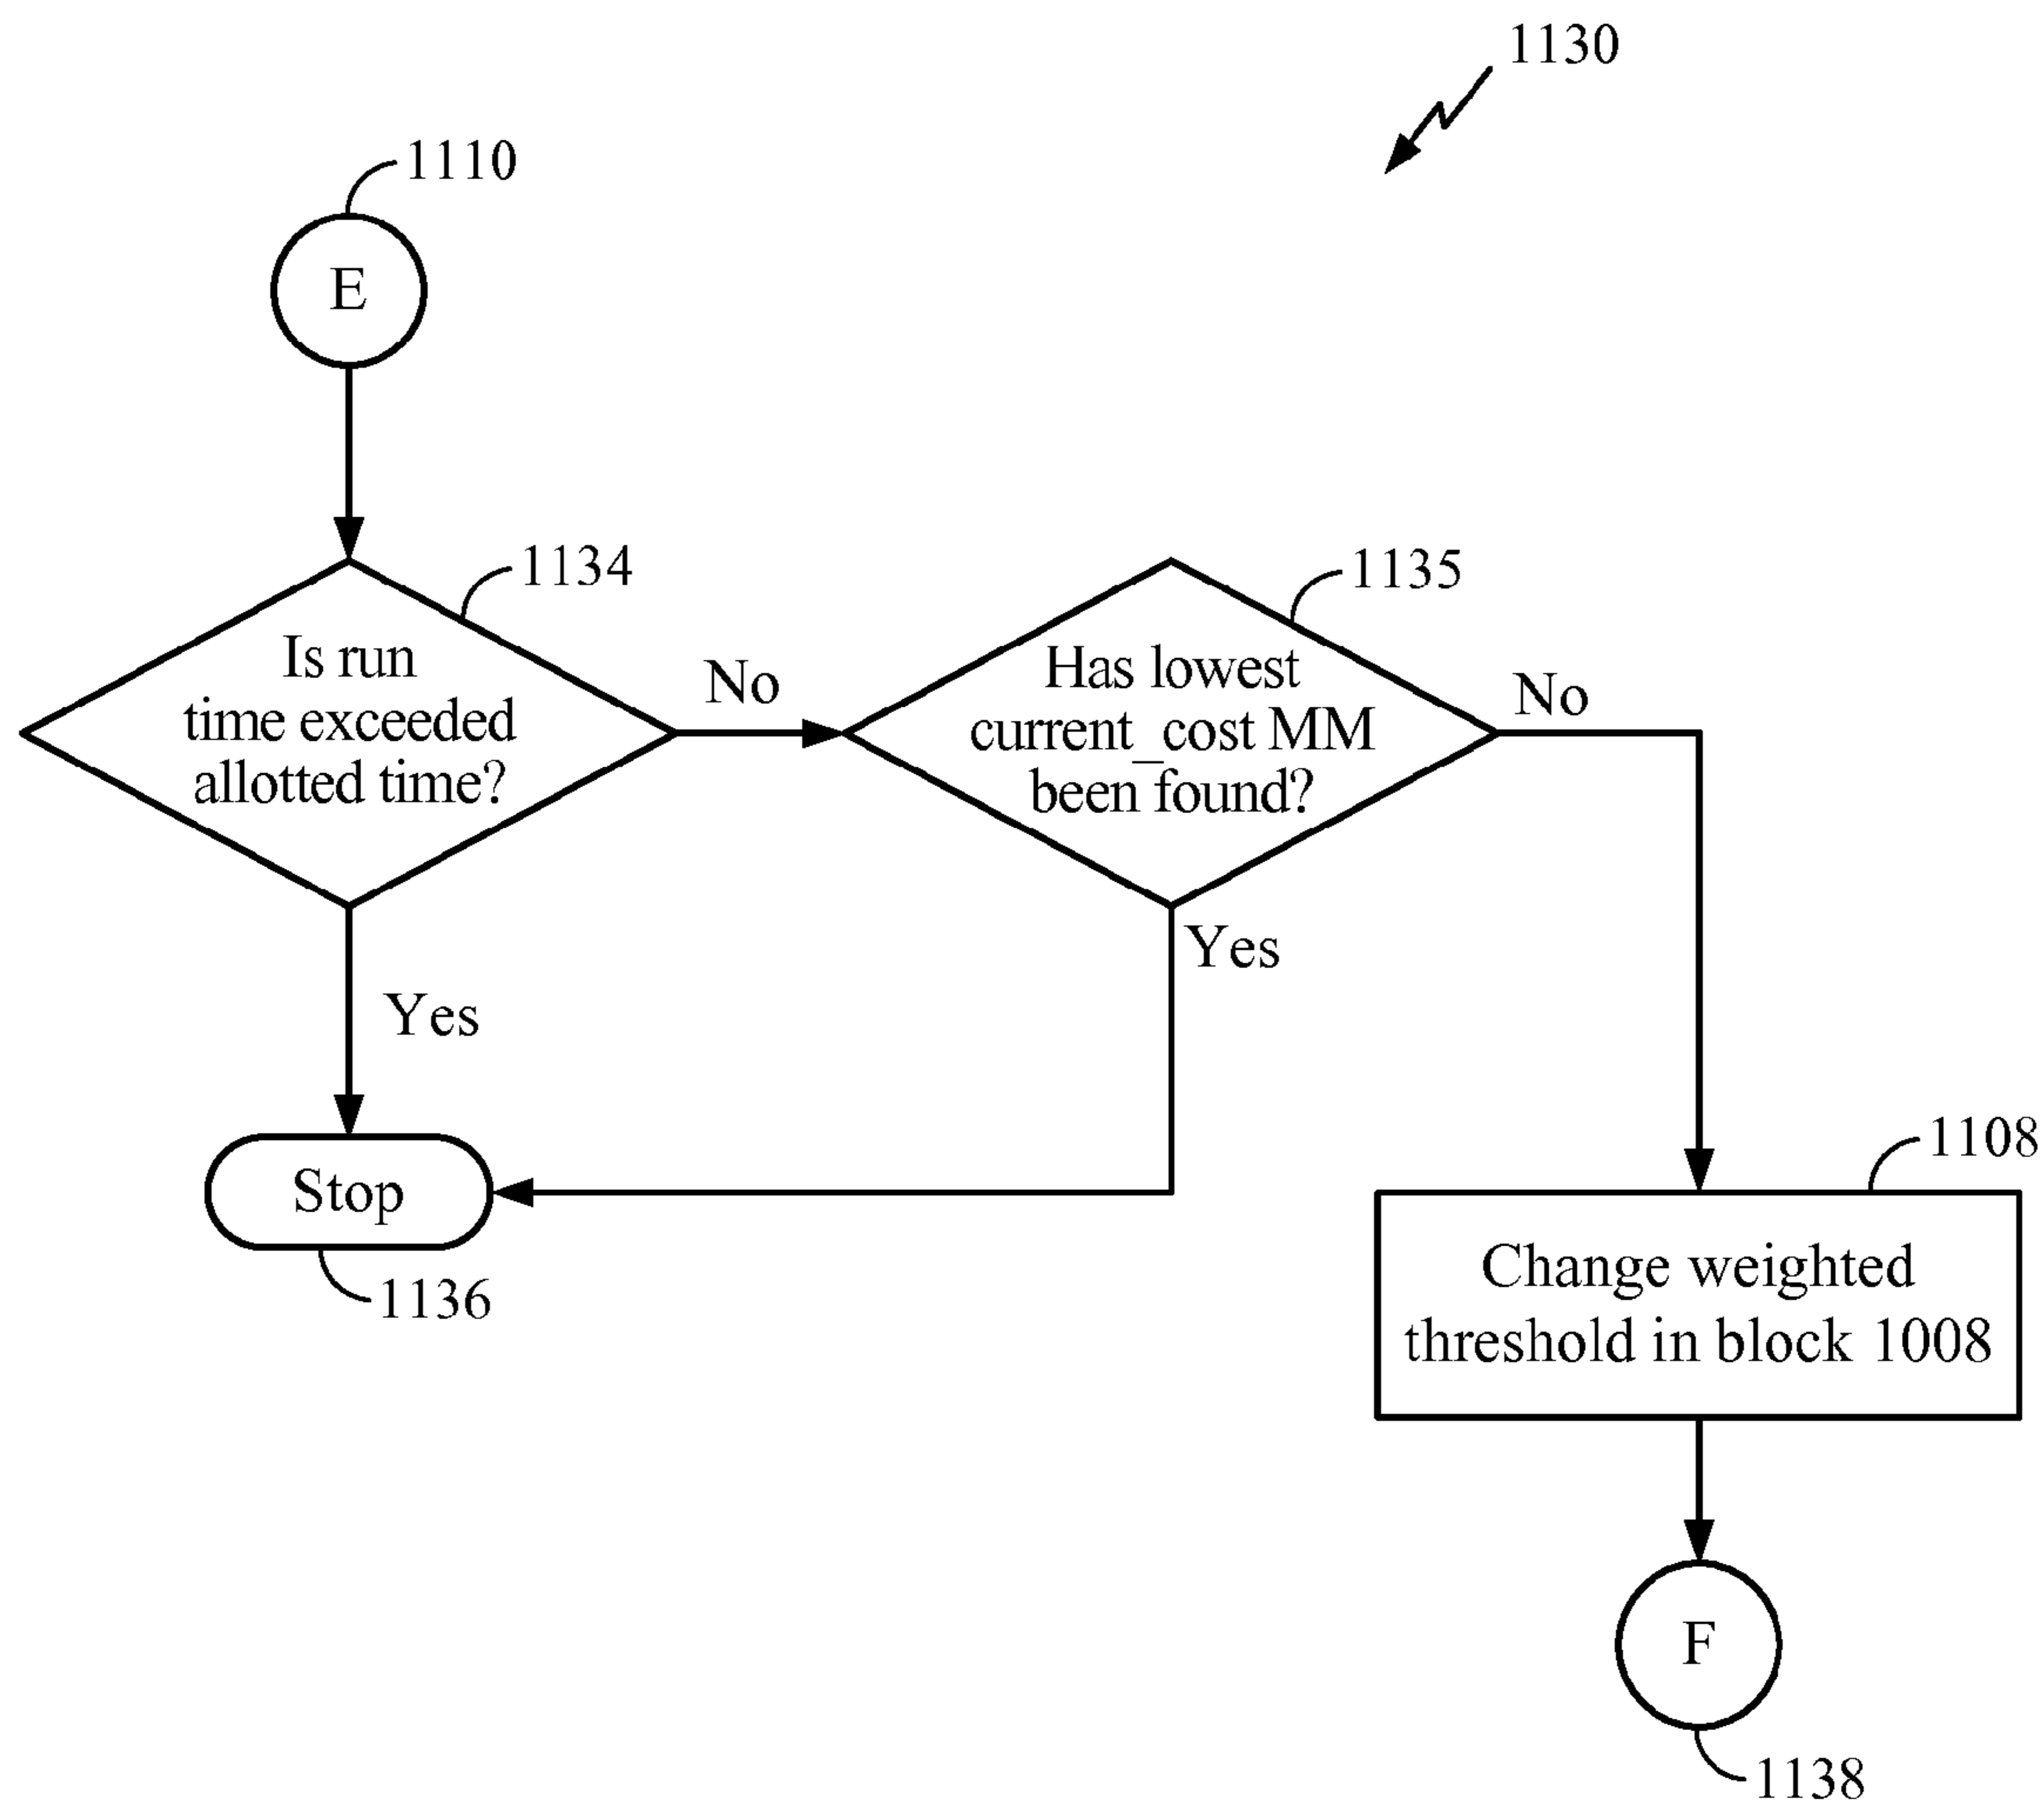 1130
1110
E
1134
Is run
time exceeded
allotted time?
No
1135
Has lowest
current_cost MM
been found?
No
Yes
Yes
Stop
1136
1108
Change weighted
threshold in block 1008
F
1138